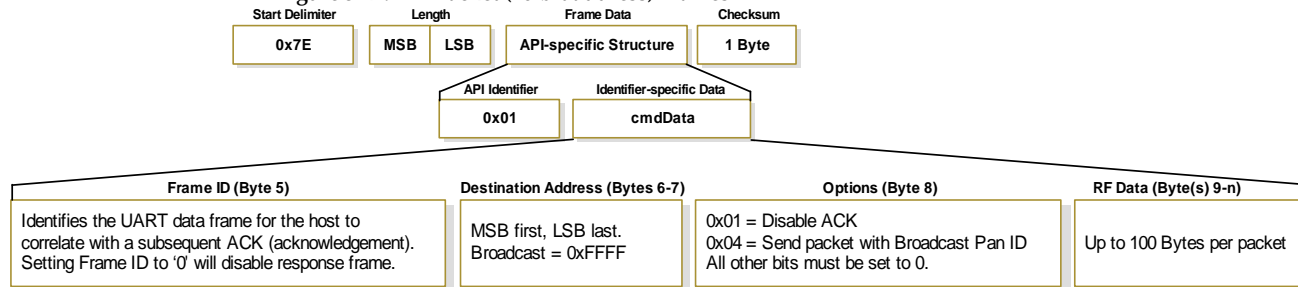 Start Delimiter
Length
Frame Data
Checksum
0x7E
MSB
LSB
API-specific Structure
1 Byte
API Identifier
Identifier-specific Data
0x01
cmdData
Frame ID (Byte 5)
Identifies the UART data frame for the host to
correlate with a subsequent ACK (acknowledgement).
Setting Frame ID to ‘0' will disable response frame.
Destination Address (Bytes 6-7)
MSB first, LSB last.
Broadcast = 0xFFFF
Options (Byte 8)
0x01 = Disable ACK
0x04 = Send packet with Broadcast Pan ID
All other bits must be set to 0.
RF Data (Byte(s) 9-n)
Up to 100 Bytes per packet